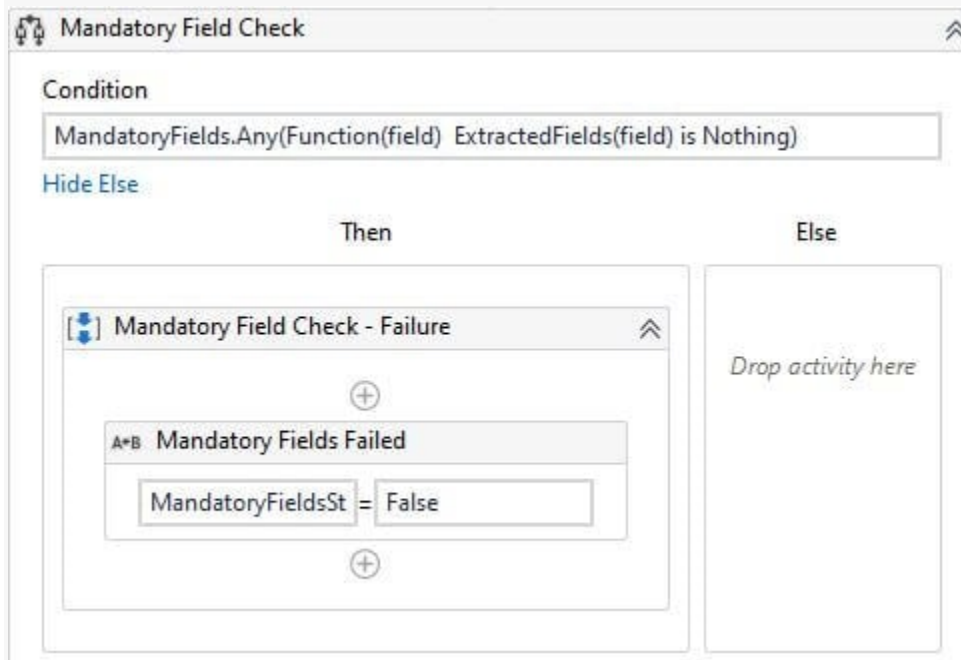 Mandatory Field Check
Condition
MandatoryFields.Any(Function(field)  ExtractedFields(field) is Nothing)
Hide Else
Then
Else
Mandatory Field Check - Failure
Drop activity here
A+B Mandatory Fields Failed
MandatoryFieldsSt = False